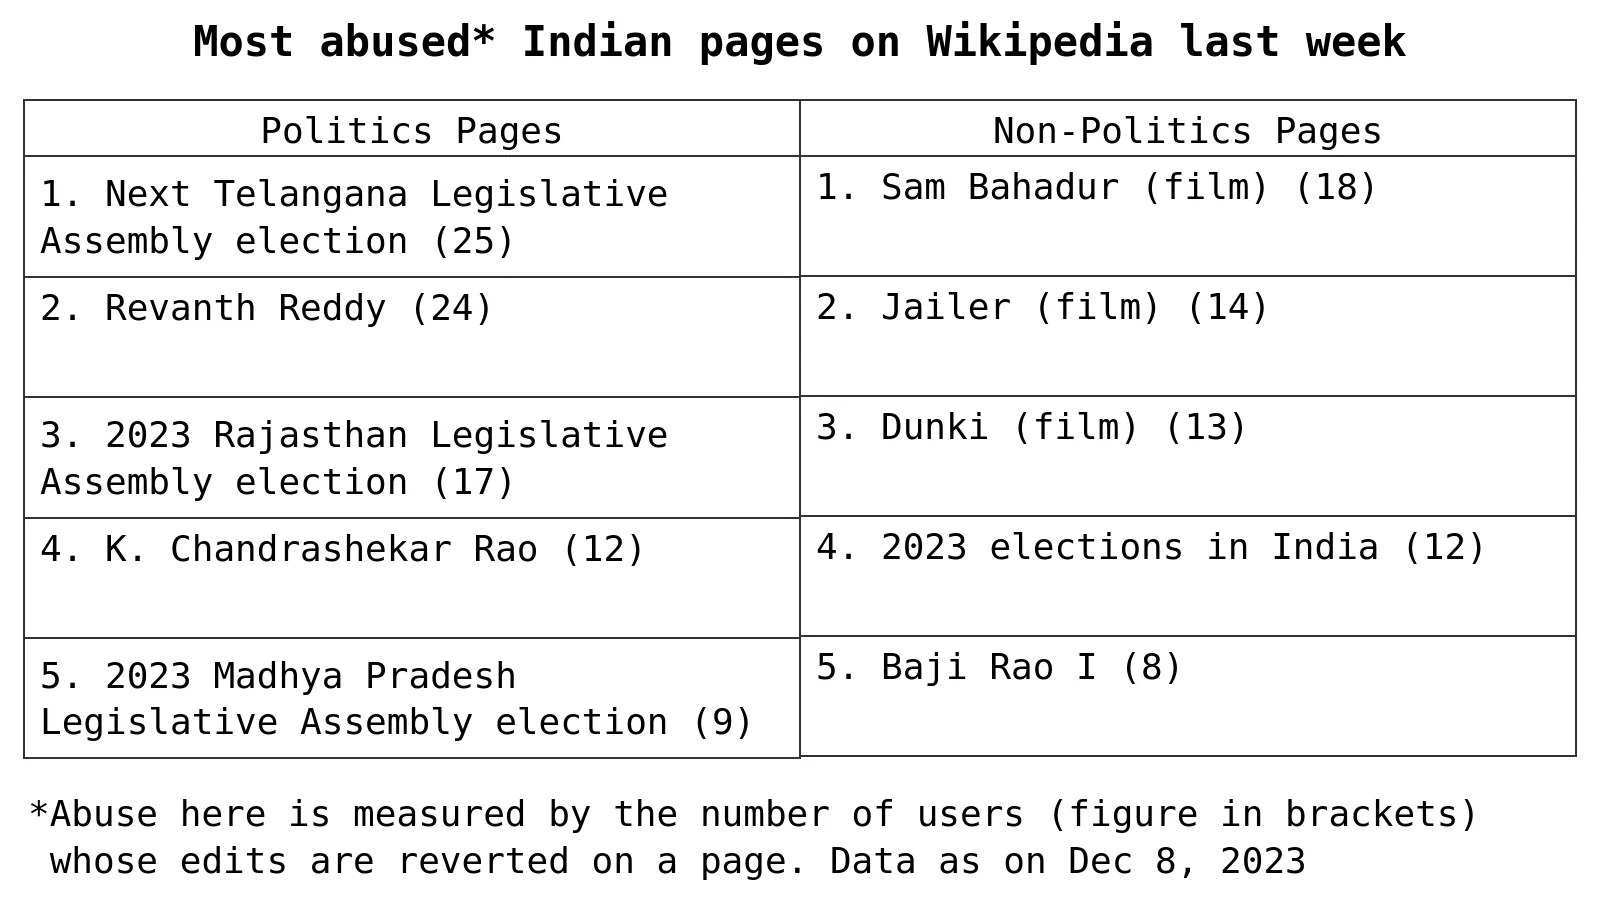 Most abused* Indian pages on Wikipedia last week
Politics Pages
1. Next Telangana Legislative
Assembly election (25)
2. Revanth Reddy (24)
3. 2023 Rajasthan Legislative
Assembly election (17)
4. K. Chandrashekar Rao (12)
5. 2023 Madhya Pradesh
Legislative Assembly election (9)
Non-Politics Pages
1. Sam Bahadur (film) (18)
2. Jailer (film) (14)
3. Dunki (film) (13)
4. 2023 elections in India (12)
5. Baji Rao I (8)
*Abuse here is measured by the number of users (figure in brackets)
whose edits are reverted on a page. Data as on Dec 8, 2023